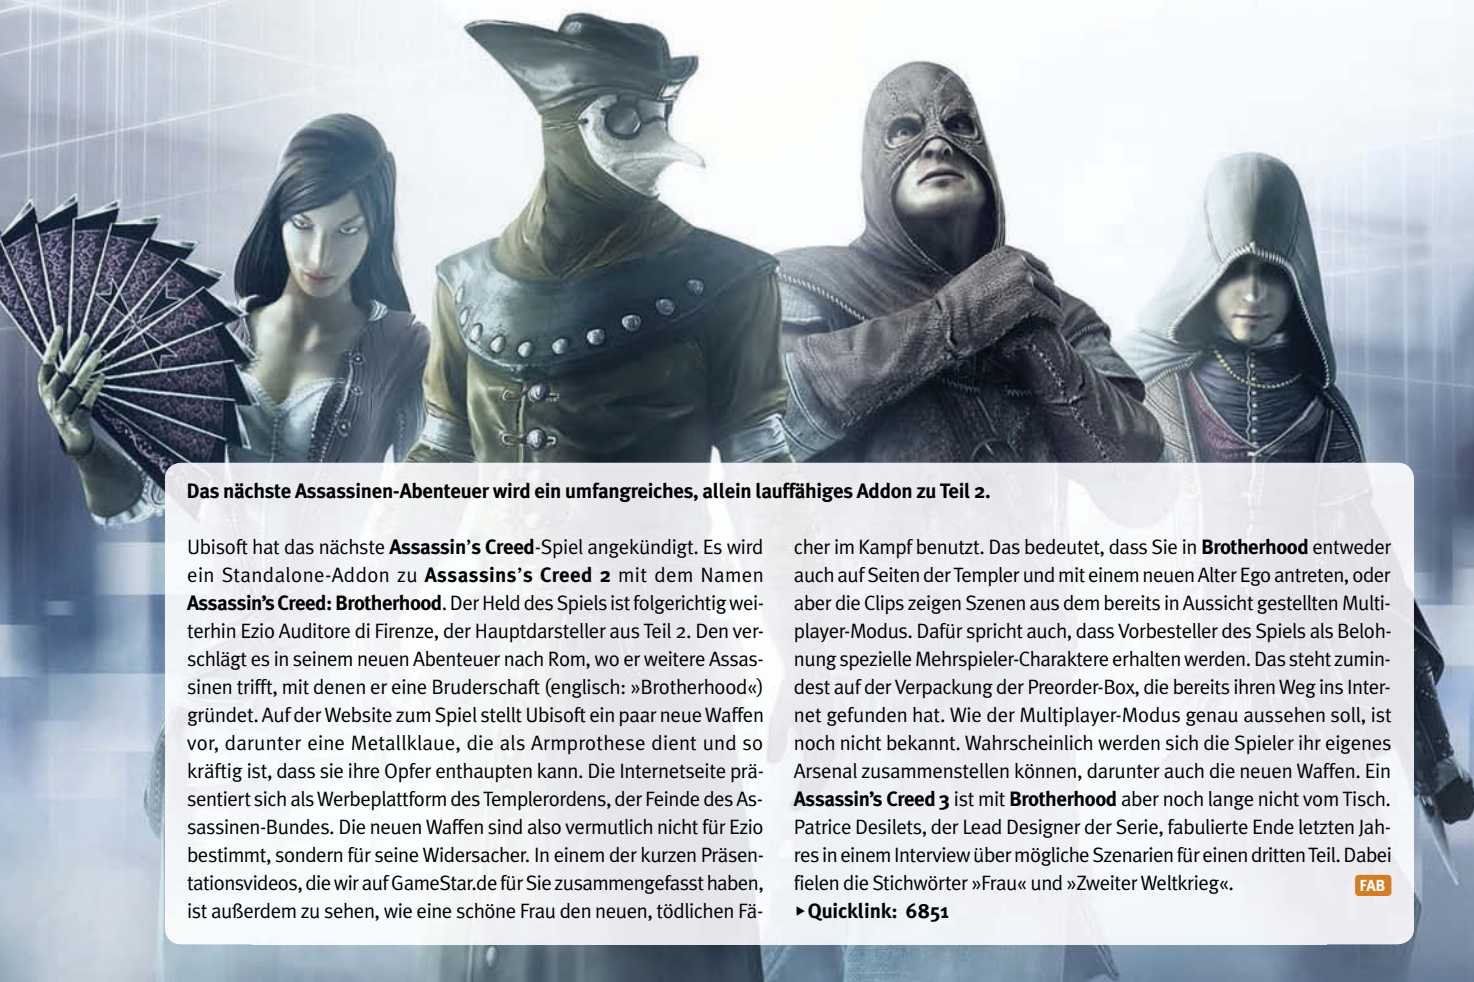 Das nächste Assassinen-Abenteuer wird ein umfangreiches, allein lauffähiges Addon zu Teil 2.
Ubisoft hat das nächste Assassin's Creed-Spiel angekündigt. Es wird
ein Standalone-Addon zu Assassins's Creed 2 mit dem Namen
Assassin's Creed: Brotherhood. Der Held des Spiels ist folgerichtig wei-
terhin Ezio Auditore di Firenze, der Hauptdarsteller aus Teil 2. Den ver-
schlägt es in seinem neuen Abenteuer nach Rom, wo er weitere Assas-
sinen trifft, mit denen er eine Bruderschaft (englisch: »Brotherhood«)
gründet. Auf der Website zum Spiel stellt Ubisoft ein paar neue Waffen
vor, darunter eine Metallklaue, die als Armprothese dient und so
kräftig ist, dass sie ihre Opfer enthaupten kann. Die Internetseite prä-
sentiert sich als Werbeplattform des Templerordens, der Feinde des As-
sassinen-Bundes. Die neuen Waffen sind also vermutlich nicht für Ezio
bestimmt, sondern für seine Widersacher. In einem der kurzen Präsen-
tationsvideos, die wir auf GameStar.de für Sie zusammengefasst haben,
ist außerdem zu sehen, wie eine schöne Frau den neuen, tödlichen Fä-
cher im Kampf benutzt. Das bedeutet, dass Sie in Brotherhood entweder
auch auf Seiten der Templer und mit einem neuen Alter Ego antreten, oder
aber die Clips zeigen Szenen aus dem bereits in Aussicht gestellten Multi-
player-Modus. Dafür spricht auch, dass Vorbesteller des Spiels als Beloh-
nung spezielle Mehrspieler-Charaktere erhalten werden. Das steht zumin-
dest auf der Verpackung der Preorder-Box, die bereits ihren Weg ins Inter-
net gefunden hat. Wie der Multiplayer-Modus genau aussehen soll, ist
noch nicht bekannt. Wahrscheinlich werden sich die Spieler ihr eigenes
Arsenal zusammenstellen können, darunter auch die neuen Waffen. Ein
Assassin's Creed 3 ist mit Brotherhood aber noch lange nicht vom Tisch.
Patrice Desilets, der Lead Designer der Serie, fabulierte Ende letzten Jah-
res in einem Interview über mögliche Szenarien für einen dritten Teil. Dabei
fielen die Stichwörter »Frau« und »Zweiter Weltkrieg«. FAB
▸ Quicklink: 6851